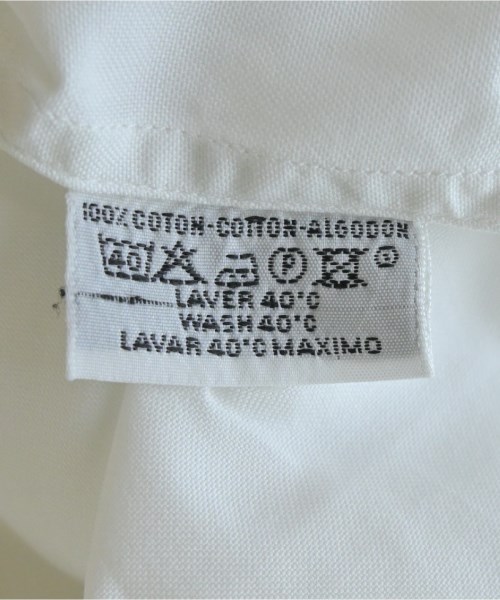 100% COTON-COTTON-ALGODON
40 P
LAVER 40°C
WASH 40°C
LAVAR 40°C MAXIMO